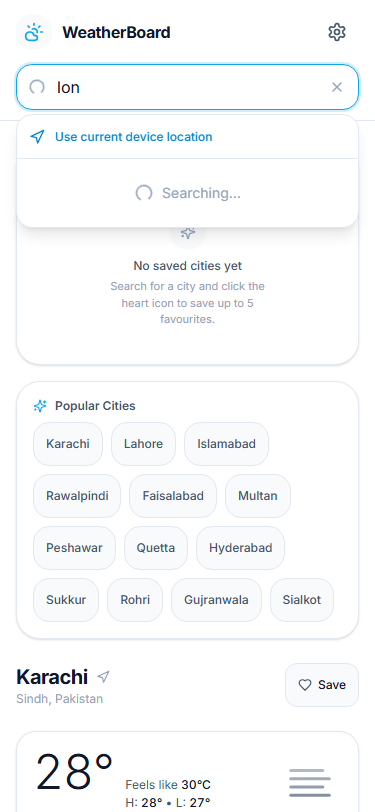 WeatherBoard
lon
Use current device location
Searching...
No saved cities yet
Search for a city and click the
heart icon to save up to 5
favourites.
Popular Cities
Karachi
Lahore
Islamabad
Rawalpindi
Faisalabad
Multan
Peshawar
Quetta
Hyderabad
Sukkur
Rohri
Gujranwala
Sialkot
Karachi
Save
Sindh, Pakistan
28°
Feels like 30°C
H: 28° • L: 27°